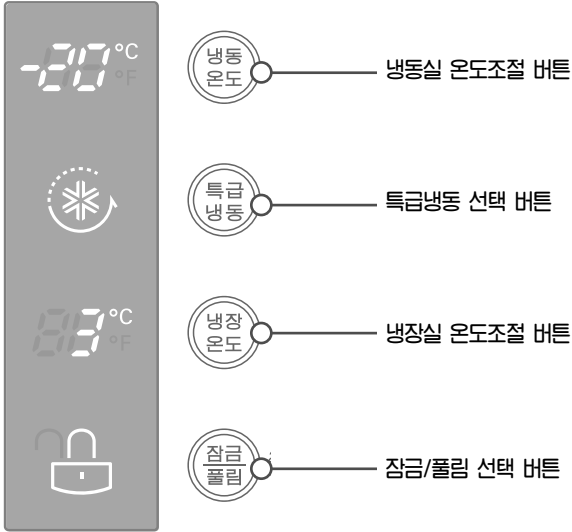 -20 °C
°F
냉동
온도
냉동실 온도조절 버튼
특급
냉동
특급냉동 선택 버튼
3 °C
°F
냉장
온도
냉장실 온도조절 버튼
잠금
풀림
잠금/풀림 선택 버튼